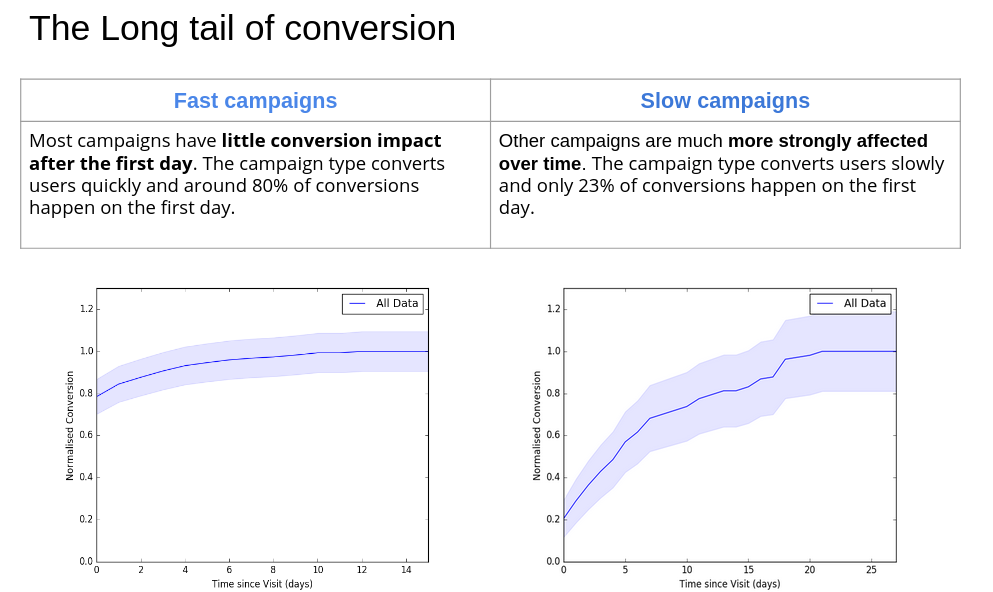 The Long tail of conversion
Fast campaigns
Slow campaigns
Most campaigns have little conversion impact
after the first day. The campaign type converts
users quickly and around 80% of conversions
happen on the first day.
Other campaigns are much more strongly affected
over time. The campaign type converts users slowly
and only 23% of conversions happen on the first
day.
All Data
1.2
1.0
0.8
0.6
0.4
0.2
0.0
Normalised Conversion
0 2 4 6 8 10 12 14
Time since Visit (days)
All Data
1.2
1.0
0.8
0.6
0.4
0.2
0.0
Normalised Conversion
0 5 10 15 20 25
Time since Visit (days)